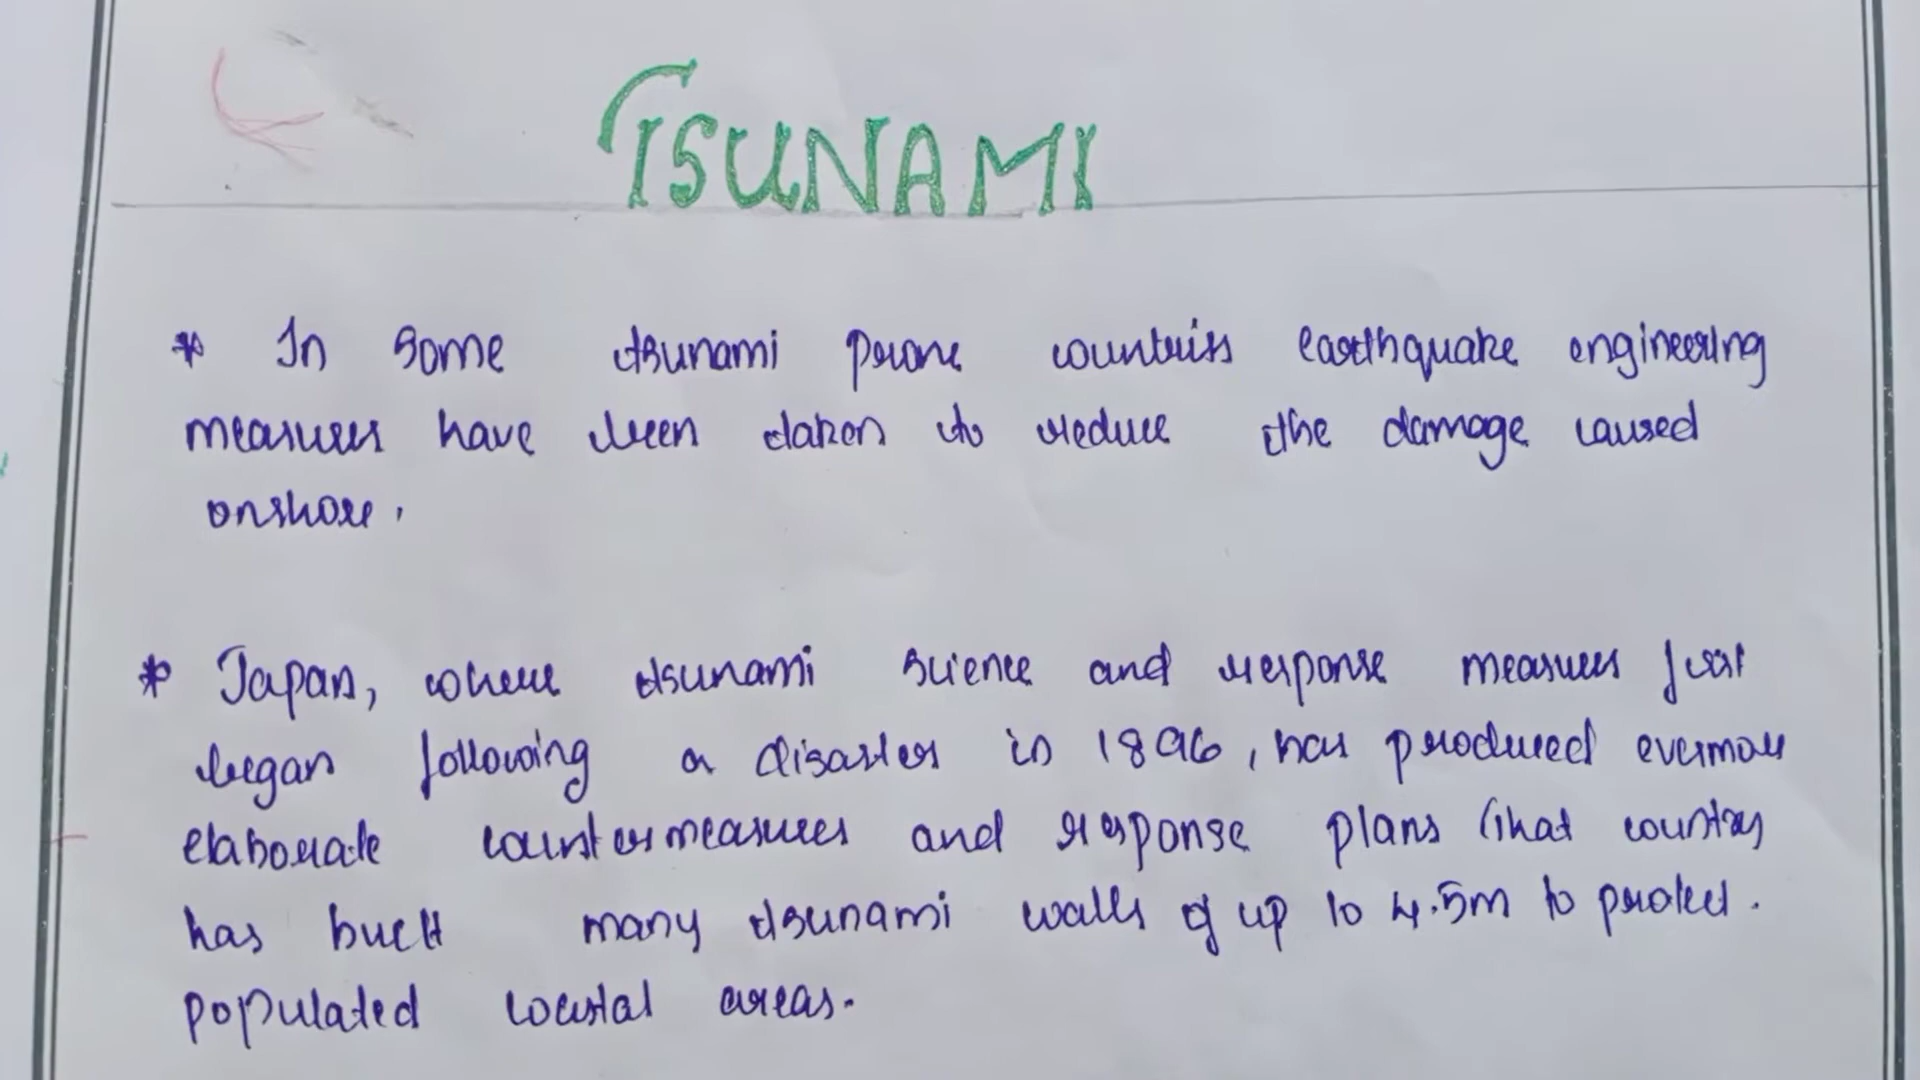 TSUNAMI
* In some tsunami prone countries earthquake engineering
measures have been taken to reduce the damage caused
onshore.
* Japan, where tsunami science and response measures first
began following a disaster in 1896, has produced evermore
elaborate countermeasures and response plans that country
has built many tsunami walls of up to 4.5m to protect.
populated coastal areas.